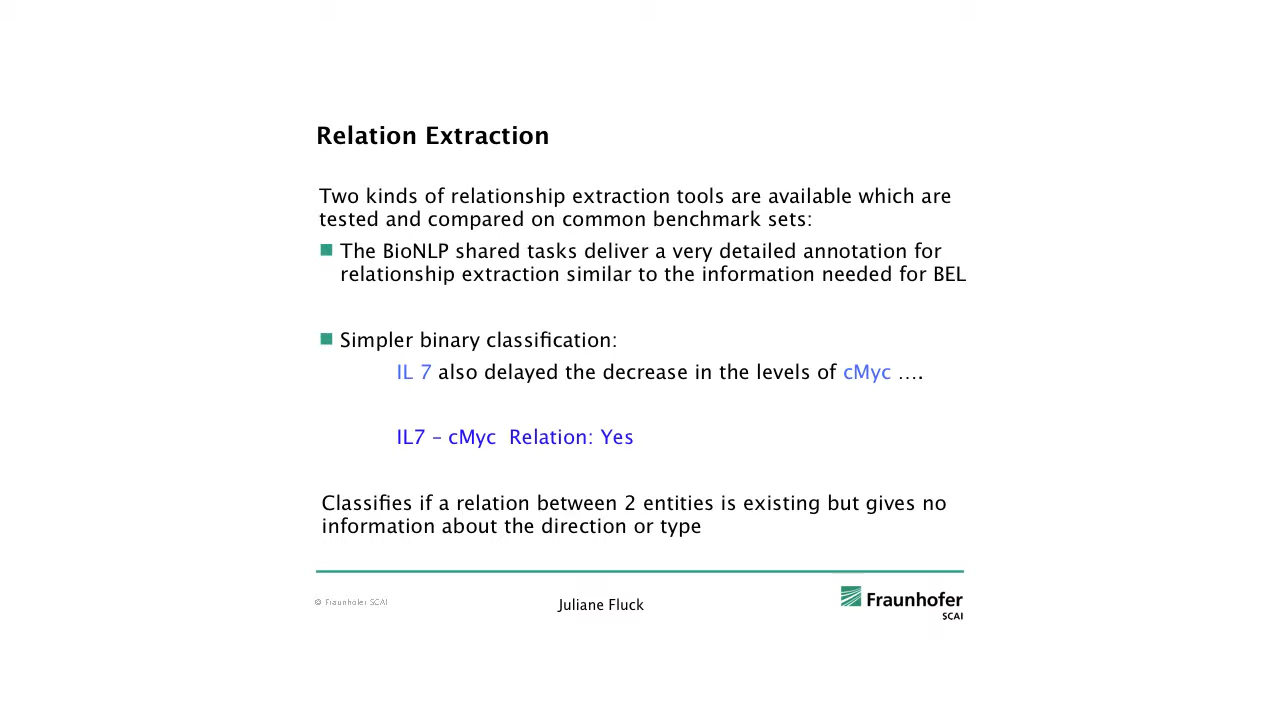 Relation Extraction
Two kinds of relationship extraction tools are available which are
tested and compared on common benchmark sets:
The BioNLP shared tasks deliver a very detailed annotation for
relationship extraction similar to the information needed for BEL
Simpler binary classification:
IL 7 also delayed the decrease in the levels of cMyc ….
IL7 – cMyc Relation: Yes
Classifies if a relation between 2 entities is existing but gives no
information about the direction or type
© Fraunhofer SCAI
Juliane Fluck
Fraunhofer
SCAI